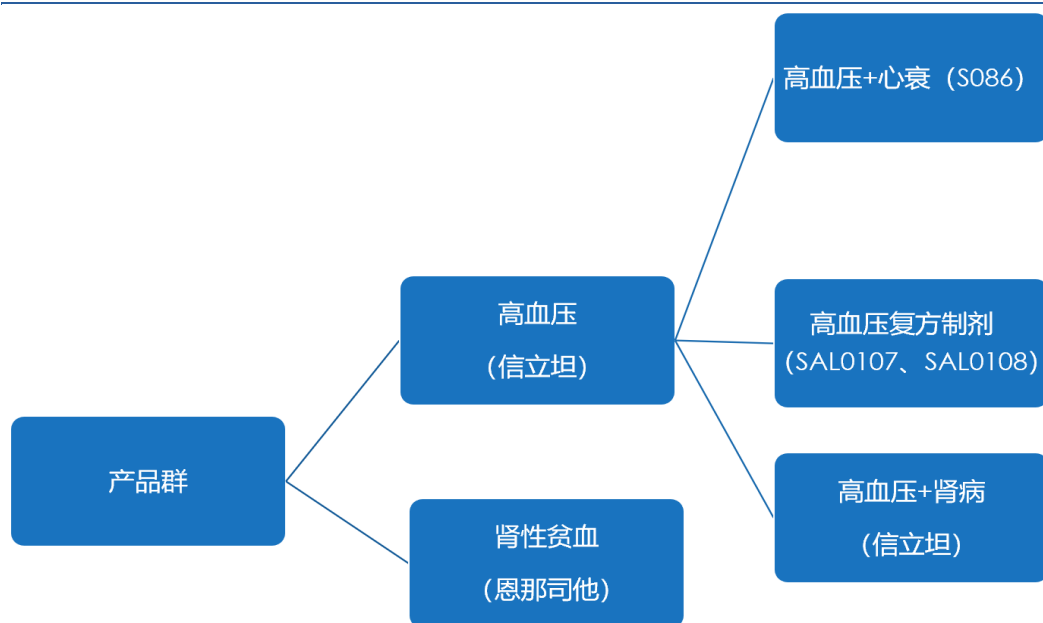 高血压+心衰（S086）
高血压
（信立坦）
高血压复方制剂
（SAL0107、SAL0108）
产品群
高血压+肾病
（信立坦）
肾性贫血
（恩那司他）